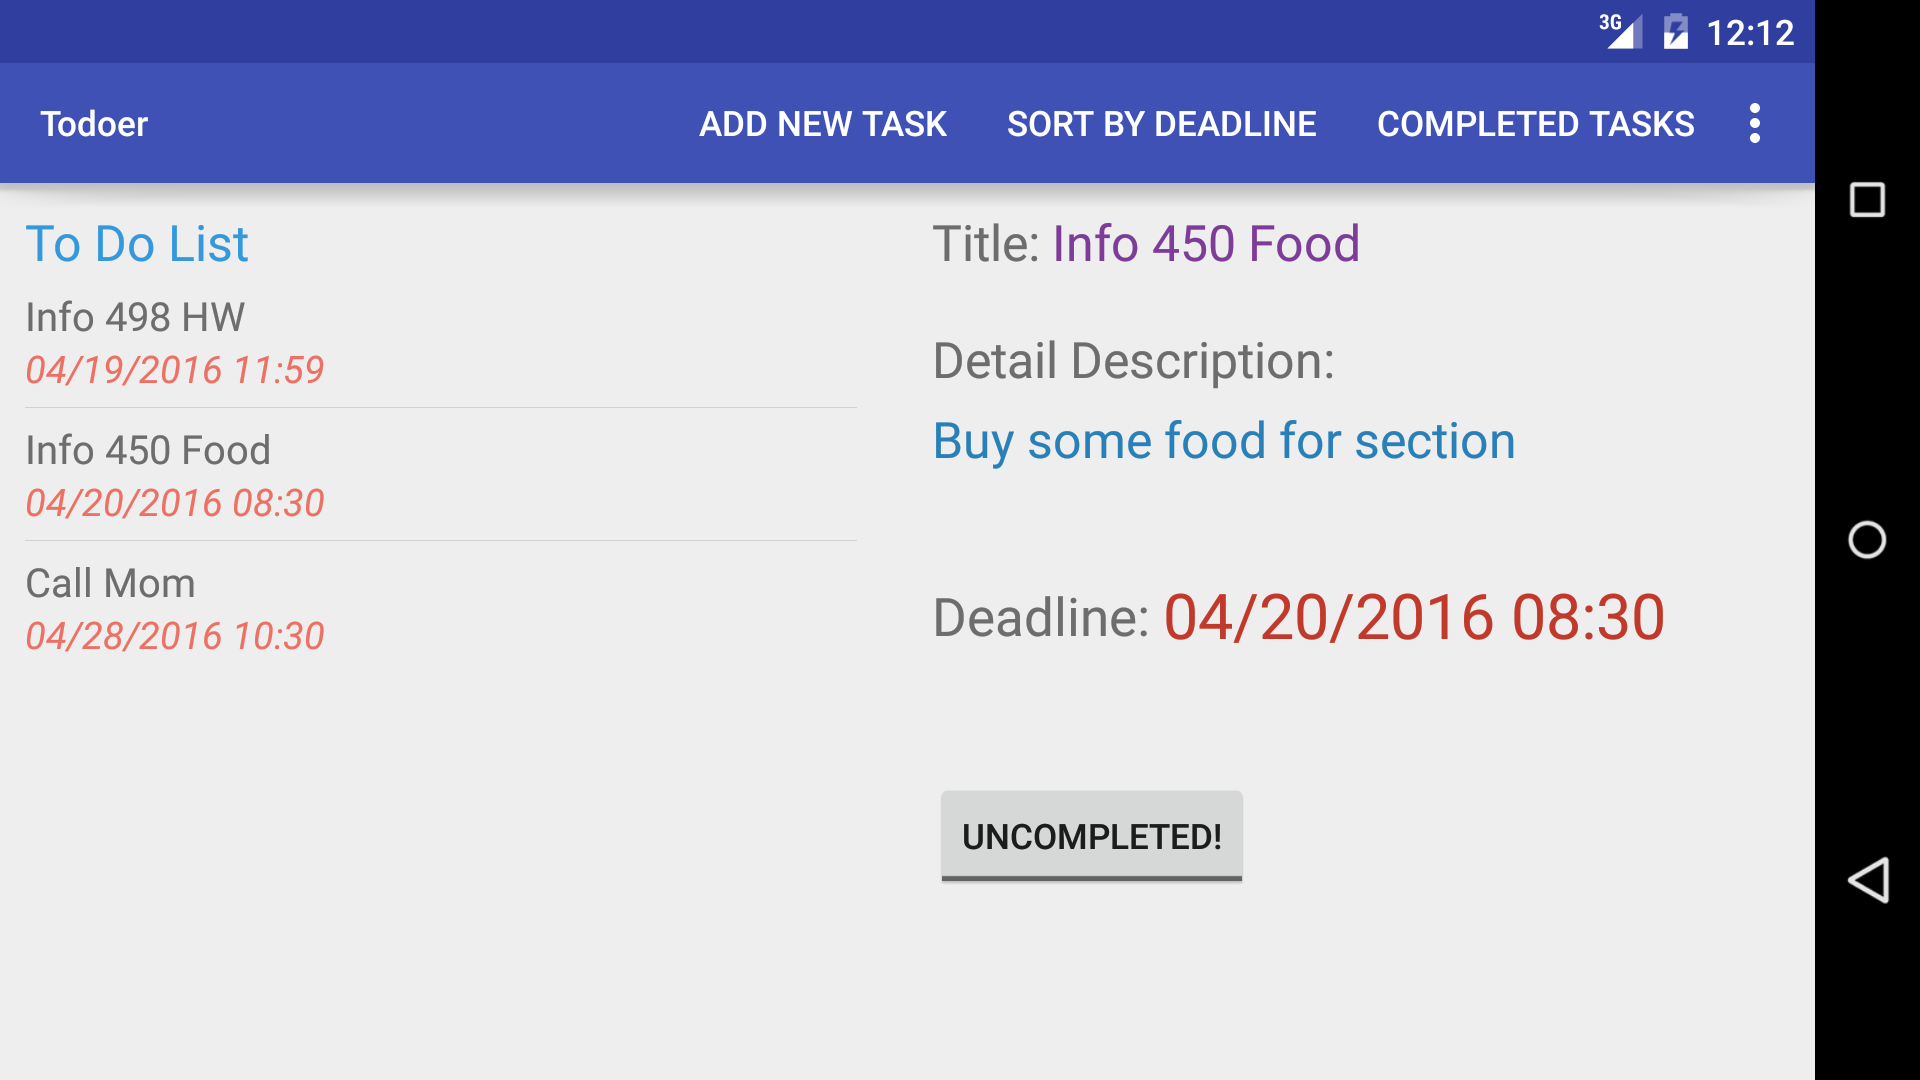 3G 12:12
Todoer ADD NEW TASK SORT BY DEADLINE COMPLETED TASKS
To Do List
Info 498 HW
04/19/2016 11:59
Info 450 Food
04/20/2016 08:30
Call Mom
04/28/2016 10:30
Title: Info 450 Food
Detail Description:
Buy some food for section
Deadline: 04/20/2016 08:30
UNCOMPLETED!